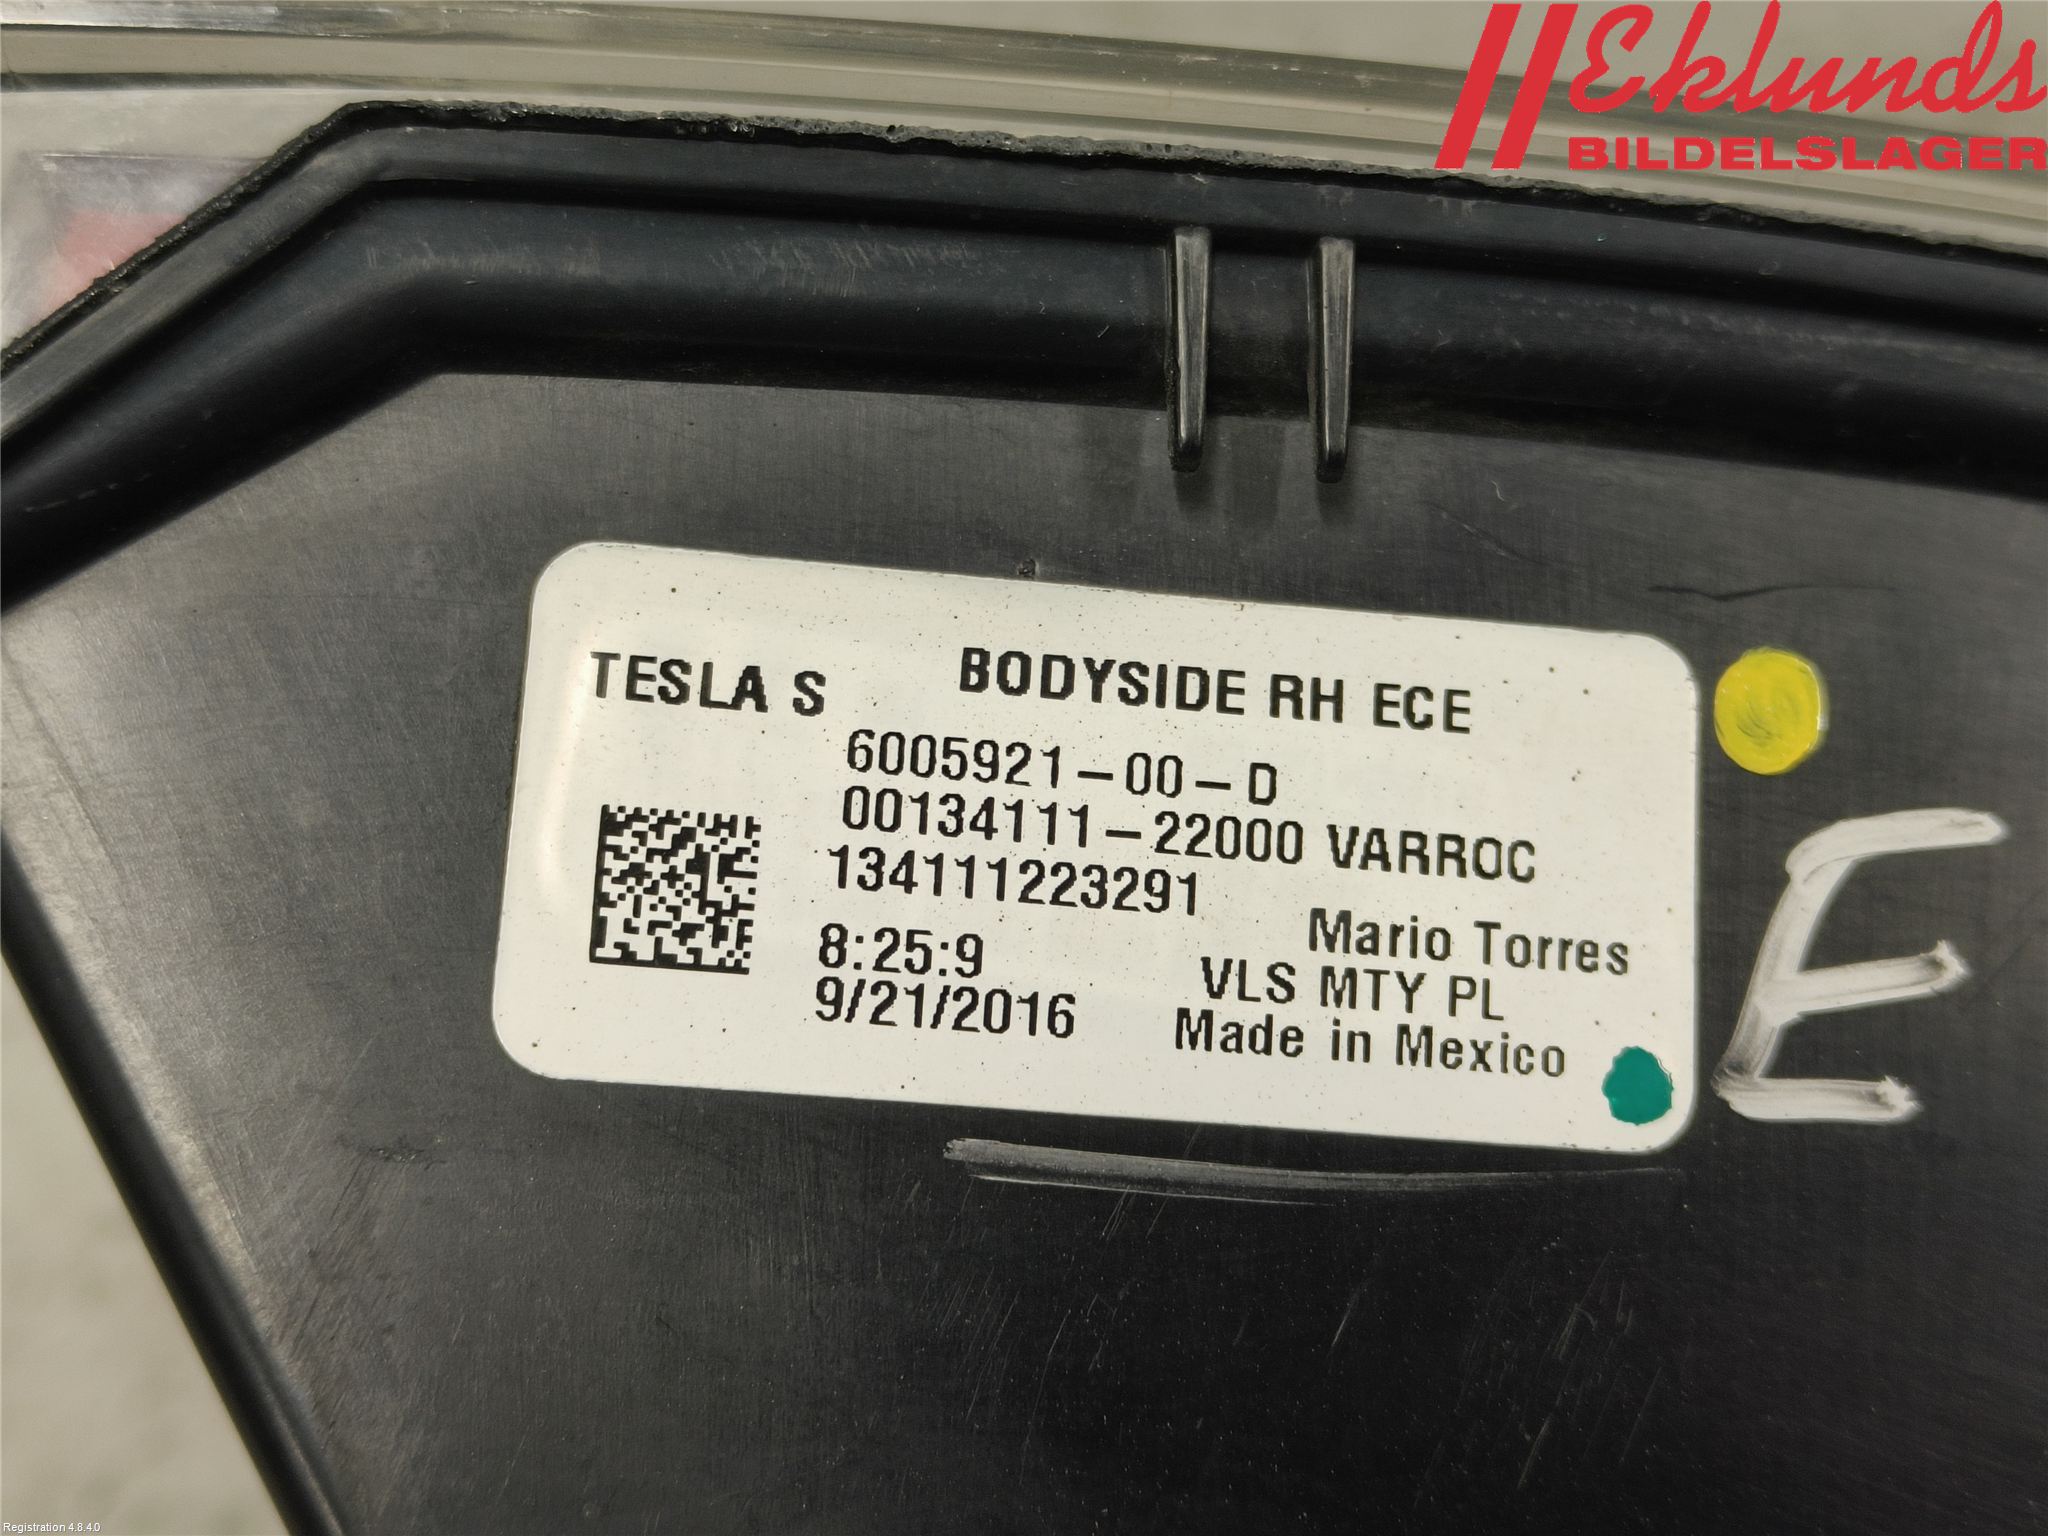 Eklunds
BILDELSLAGER
TESLA S BODYSIDE RH ECE
6005921-00-D
00134111-22000 VARROC
134111223291
Mario Torres
8:25:9
VLS MTY PL
9/21/2016
Made in Mexico
E
Registration 4.8.4.0